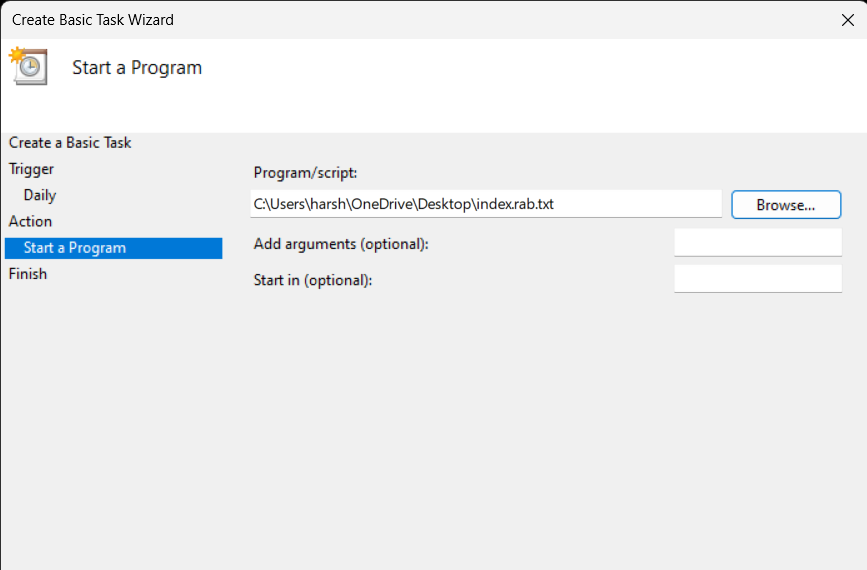 Create Basic Task Wizard
Start a Program
Create a Basic Task
Trigger
Daily
Action
Start a Program
Finish
Program/script:
C:\Users\harsh\OneDrive\Desktop\index.rab.txt
Browse...
Add arguments (optional):
Start in (optional):